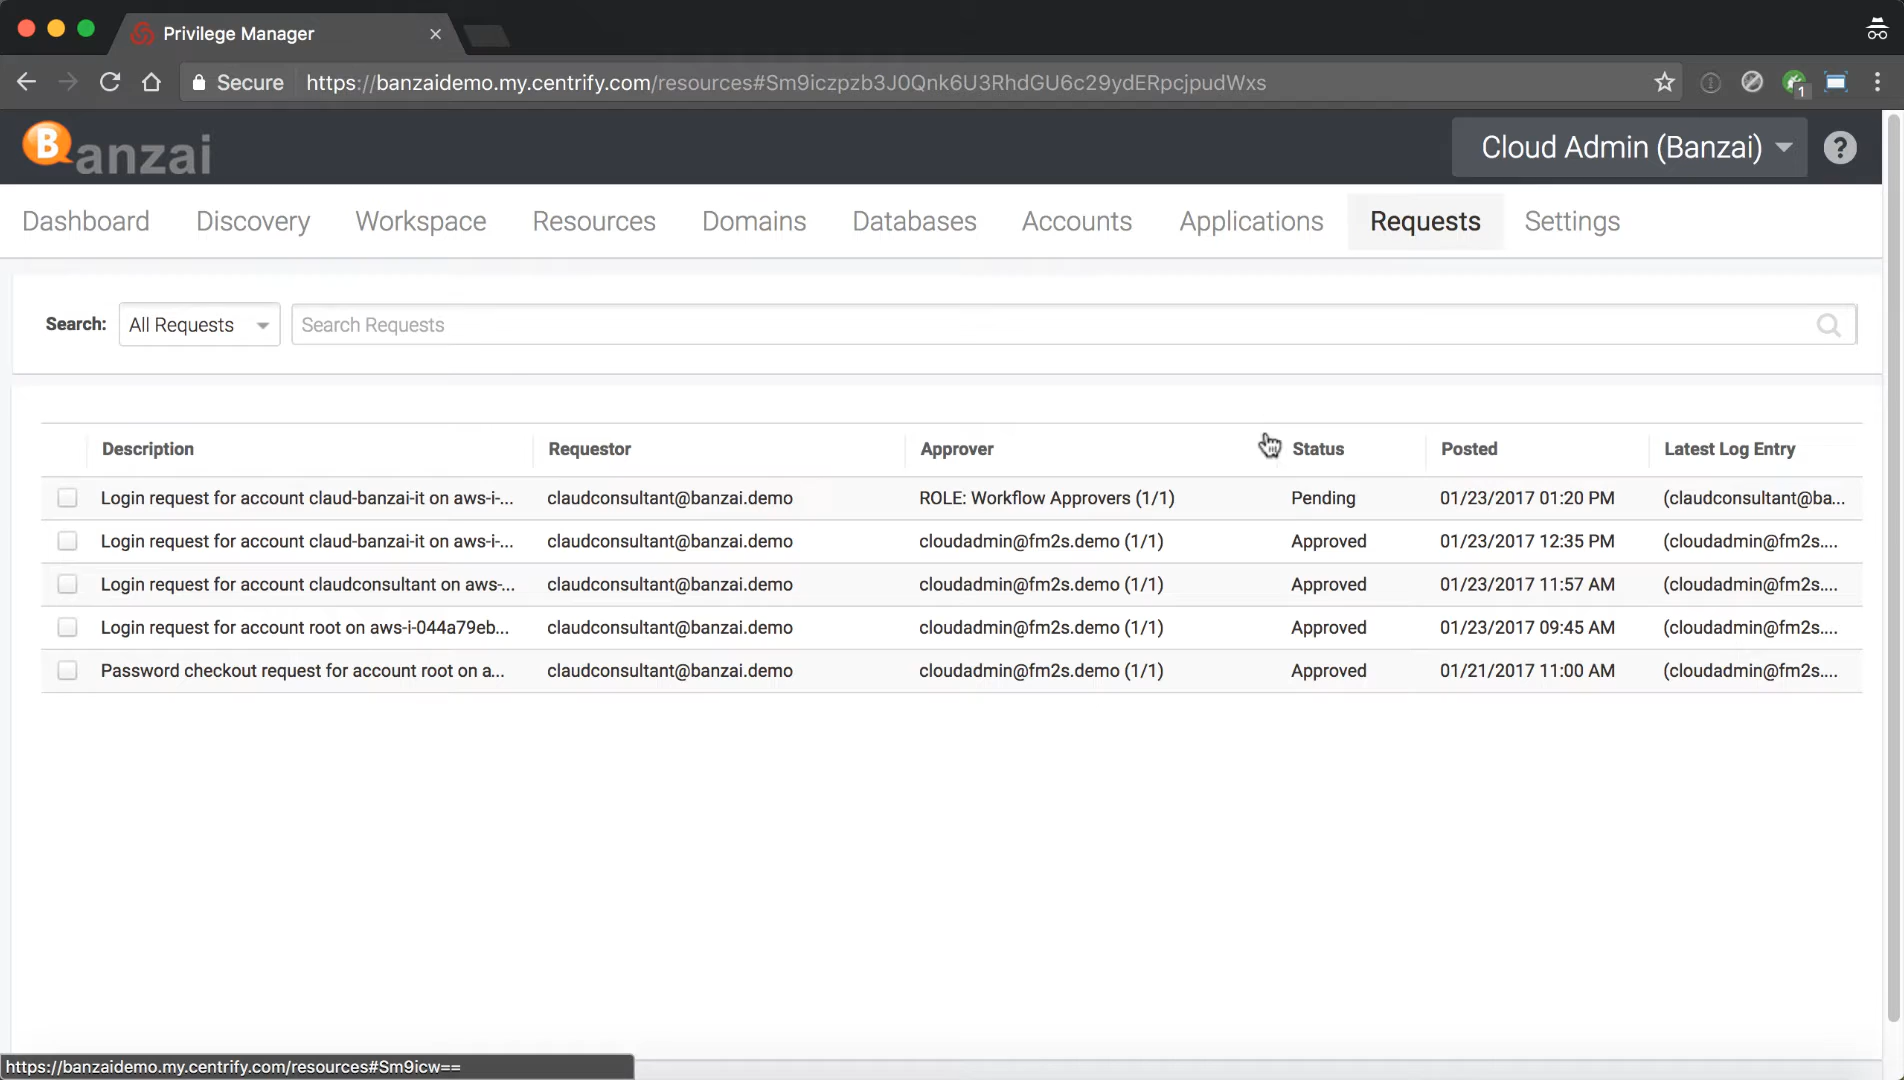 Privilege Manager
Secure https://banzaidemo.my.centrify.com/resources#Sm9iczpzb3J0Qnk6U3RhdGU6c29ydERpcjpudWxs
1
Banzai
Cloud Admin (Banzai) ?
Dashboard Discovery Workspace Resources Domains Databases Accounts Applications Requests Settings
Search: All Requests Search Requests
Description Requestor Approver Status Posted Latest Log Entry
Login request for account claud-banzai-it on aws-i-... claudconsultant@banzai.demo ROLE: Workflow Approvers (1/1) Pending 01/23/2017 01:20 PM (claudconsultant@ba...
Login request for account claud-banzai-it on aws-i-... claudconsultant@banzai.demo cloudadmin@fm2s.demo (1/1) Approved 01/23/2017 12:35 PM (cloudadmin@fm2s....
Login request for account claudconsultant on aws-... claudconsultant@banzai.demo cloudadmin@fm2s.demo (1/1) Approved 01/23/2017 11:57 AM (cloudadmin@fm2s....
Login request for account root on aws-i-044a79eb... claudconsultant@banzai.demo cloudadmin@fm2s.demo (1/1) Approved 01/23/2017 09:45 AM (cloudadmin@fm2s....
Password checkout request for account root on a... claudconsultant@banzai.demo cloudadmin@fm2s.demo (1/1) Approved 01/21/2017 11:00 AM (cloudadmin@fm2s....
https://banzaidemo.my.centrify.com/resources#Sm9icw==